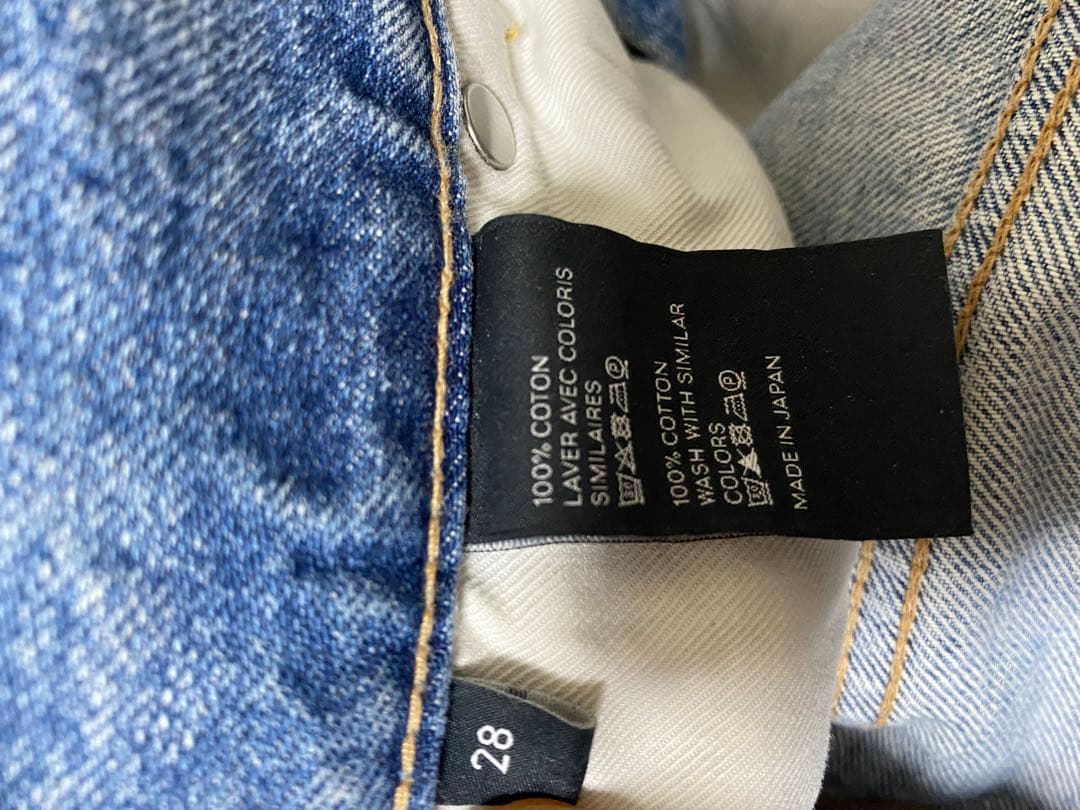 100% COTON
LAVER AVEC COLORIS
SIMILAIRES
100% COTTON
WASH WITH SIMILAR
COLORS
MADE IN JAPAN
28